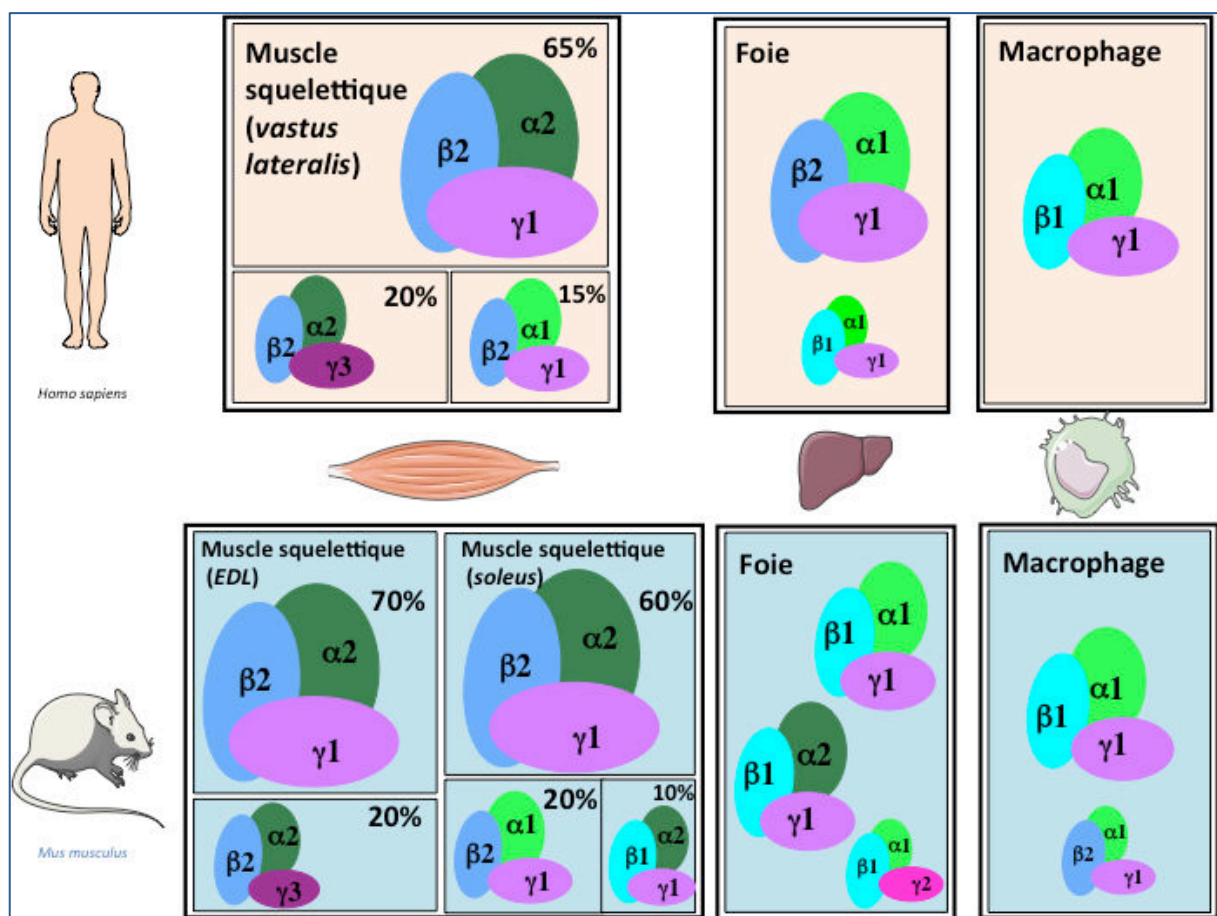 Muscle
squelettique
(vastus
lateralis)
65%
α2
β2
γ1
20%
α2
β2
γ3
15%
α1
β2
γ1
Foie
α1
β2
γ1
α1
β1
γ1
Macrophage
α1
β1
γ1
Homo sapiens
Muscle squelettique
(EDL)
70%
α2
β2
γ1
20%
α2
β2
γ3
Muscle squelettique
(soleus)
60%
α2
β2
γ1
20%
α1
β2
γ1
10%
α2
β1
γ1
Foie
α1
β1
γ1
α2
β1
γ1
α1
β1
γ2
Macrophage
α1
β1
γ1
α1
β2
γ1
Mus musculus